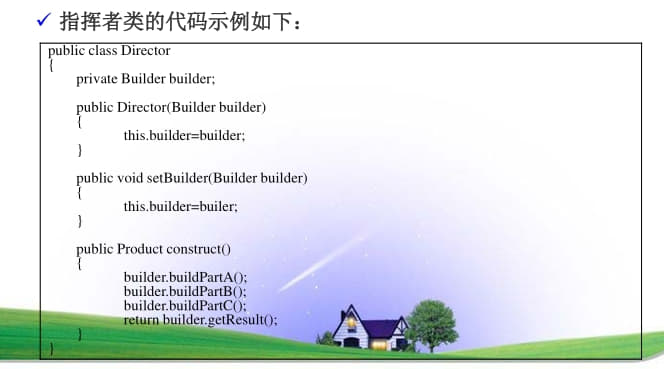 ✓ 指挥者类的代码示例如下：
public class Director
{
private Builder builder;
public Director(Builder builder)
{
this.builder=builder;
}
public void setBuilder(Builder builder)
{
this.builder=builer;
}
public Product construct()
{
builder.buildPartA();
builder.buildPartB();
builder.buildPartC();
return builder.getResult();
}
}